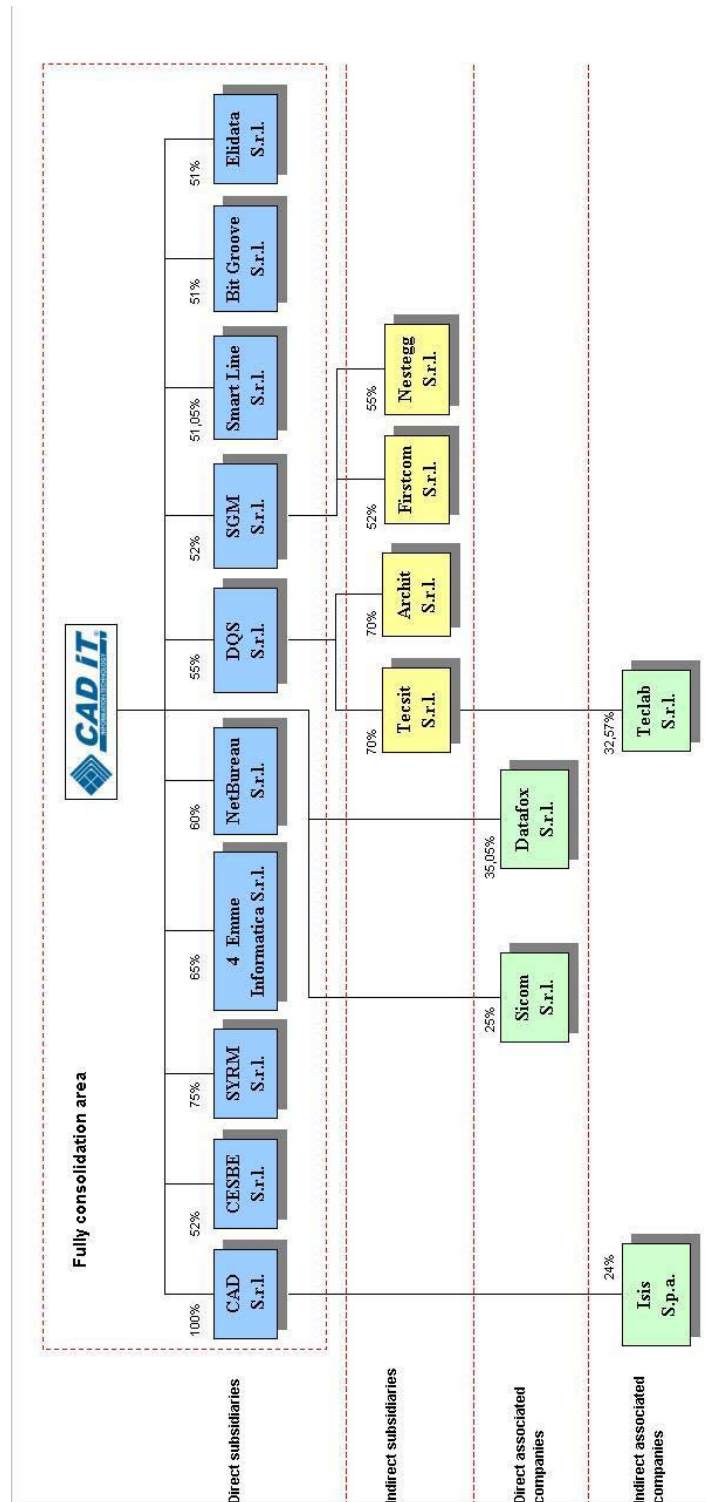 CAD iT®
INFORMATION TECHNOLOGY
Fully consolidation area
Direct subsidiaries
100%
CAD
S.r.l.
52%
CESBE
S.r.l.
75%
SYRM
S.r.l.
65%
4 Emme
Informatica S.r.l.
60%
NetBureau
S.r.l.
55%
DQS
S.r.l.
52%
SGM
S.r.l.
51,05%
Smart Line
S.r.l.
51%
Bit Groove
S.r.l.
51%
Elidata
S.r.l.
Indirect subsidiaries
70%
Tecsit
S.r.l.
70%
Archit
S.r.l.
52%
Firstcom
S.r.l.
55%
Nestegg
S.r.l.
Direct associated
companies
25%
Sicom
S.r.l.
35,05%
Datafox
S.r.l.
Indirect associated
companies
24%
Isis
S.p.a.
32,57%
Teclab
S.r.l.